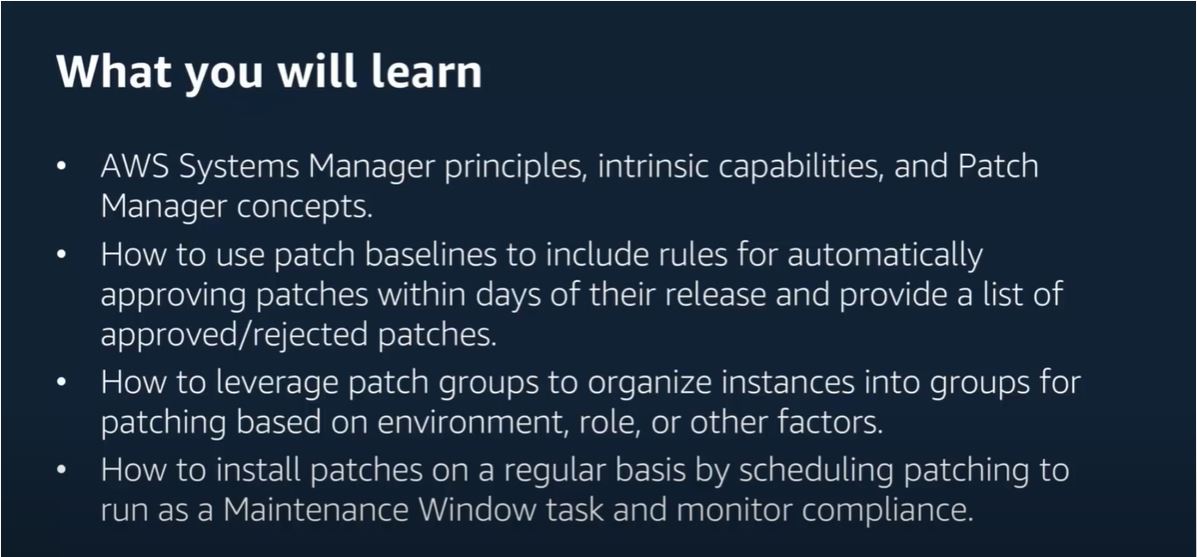 What you will learn
• AWS Systems Manager principles, intrinsic capabilities, and Patch
Manager concepts.
• How to use patch baselines to include rules for automatically
approving patches within days of their release and provide a list of
approved/rejected patches.
• How to leverage patch groups to organize instances into groups for
patching based on environment, role, or other factors.
• How to install patches on a regular basis by scheduling patching to
run as a Maintenance Window task and monitor compliance.